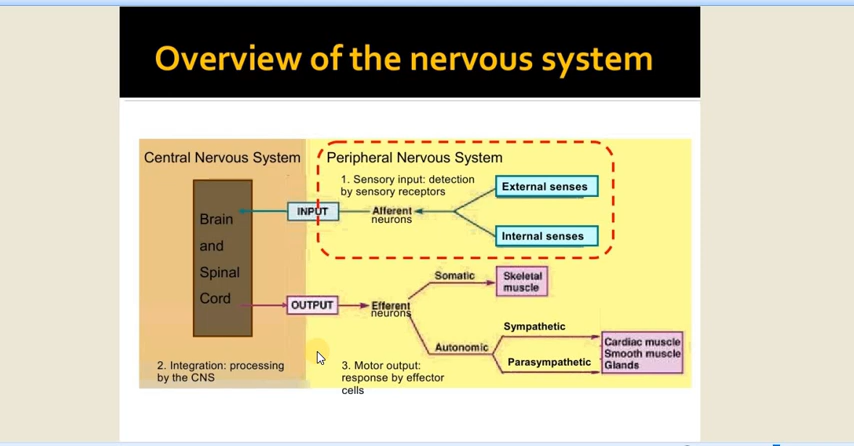 Overview of the nervous system
Central Nervous System
Peripheral Nervous System
1. Sensory input: detection
by sensory receptors
External senses
INPUT
Afferent
neurons
Internal senses
Brain
and
Spinal
Cord
Somatic
Skeletal
muscle
OUTPUT
Efferent
neurons
Sympathetic
Autonomic
Parasympathetic
Cardiac muscle
Smooth muscle
Glands
2. Integration: processing
by the CNS
3. Motor output:
response by effector
cells